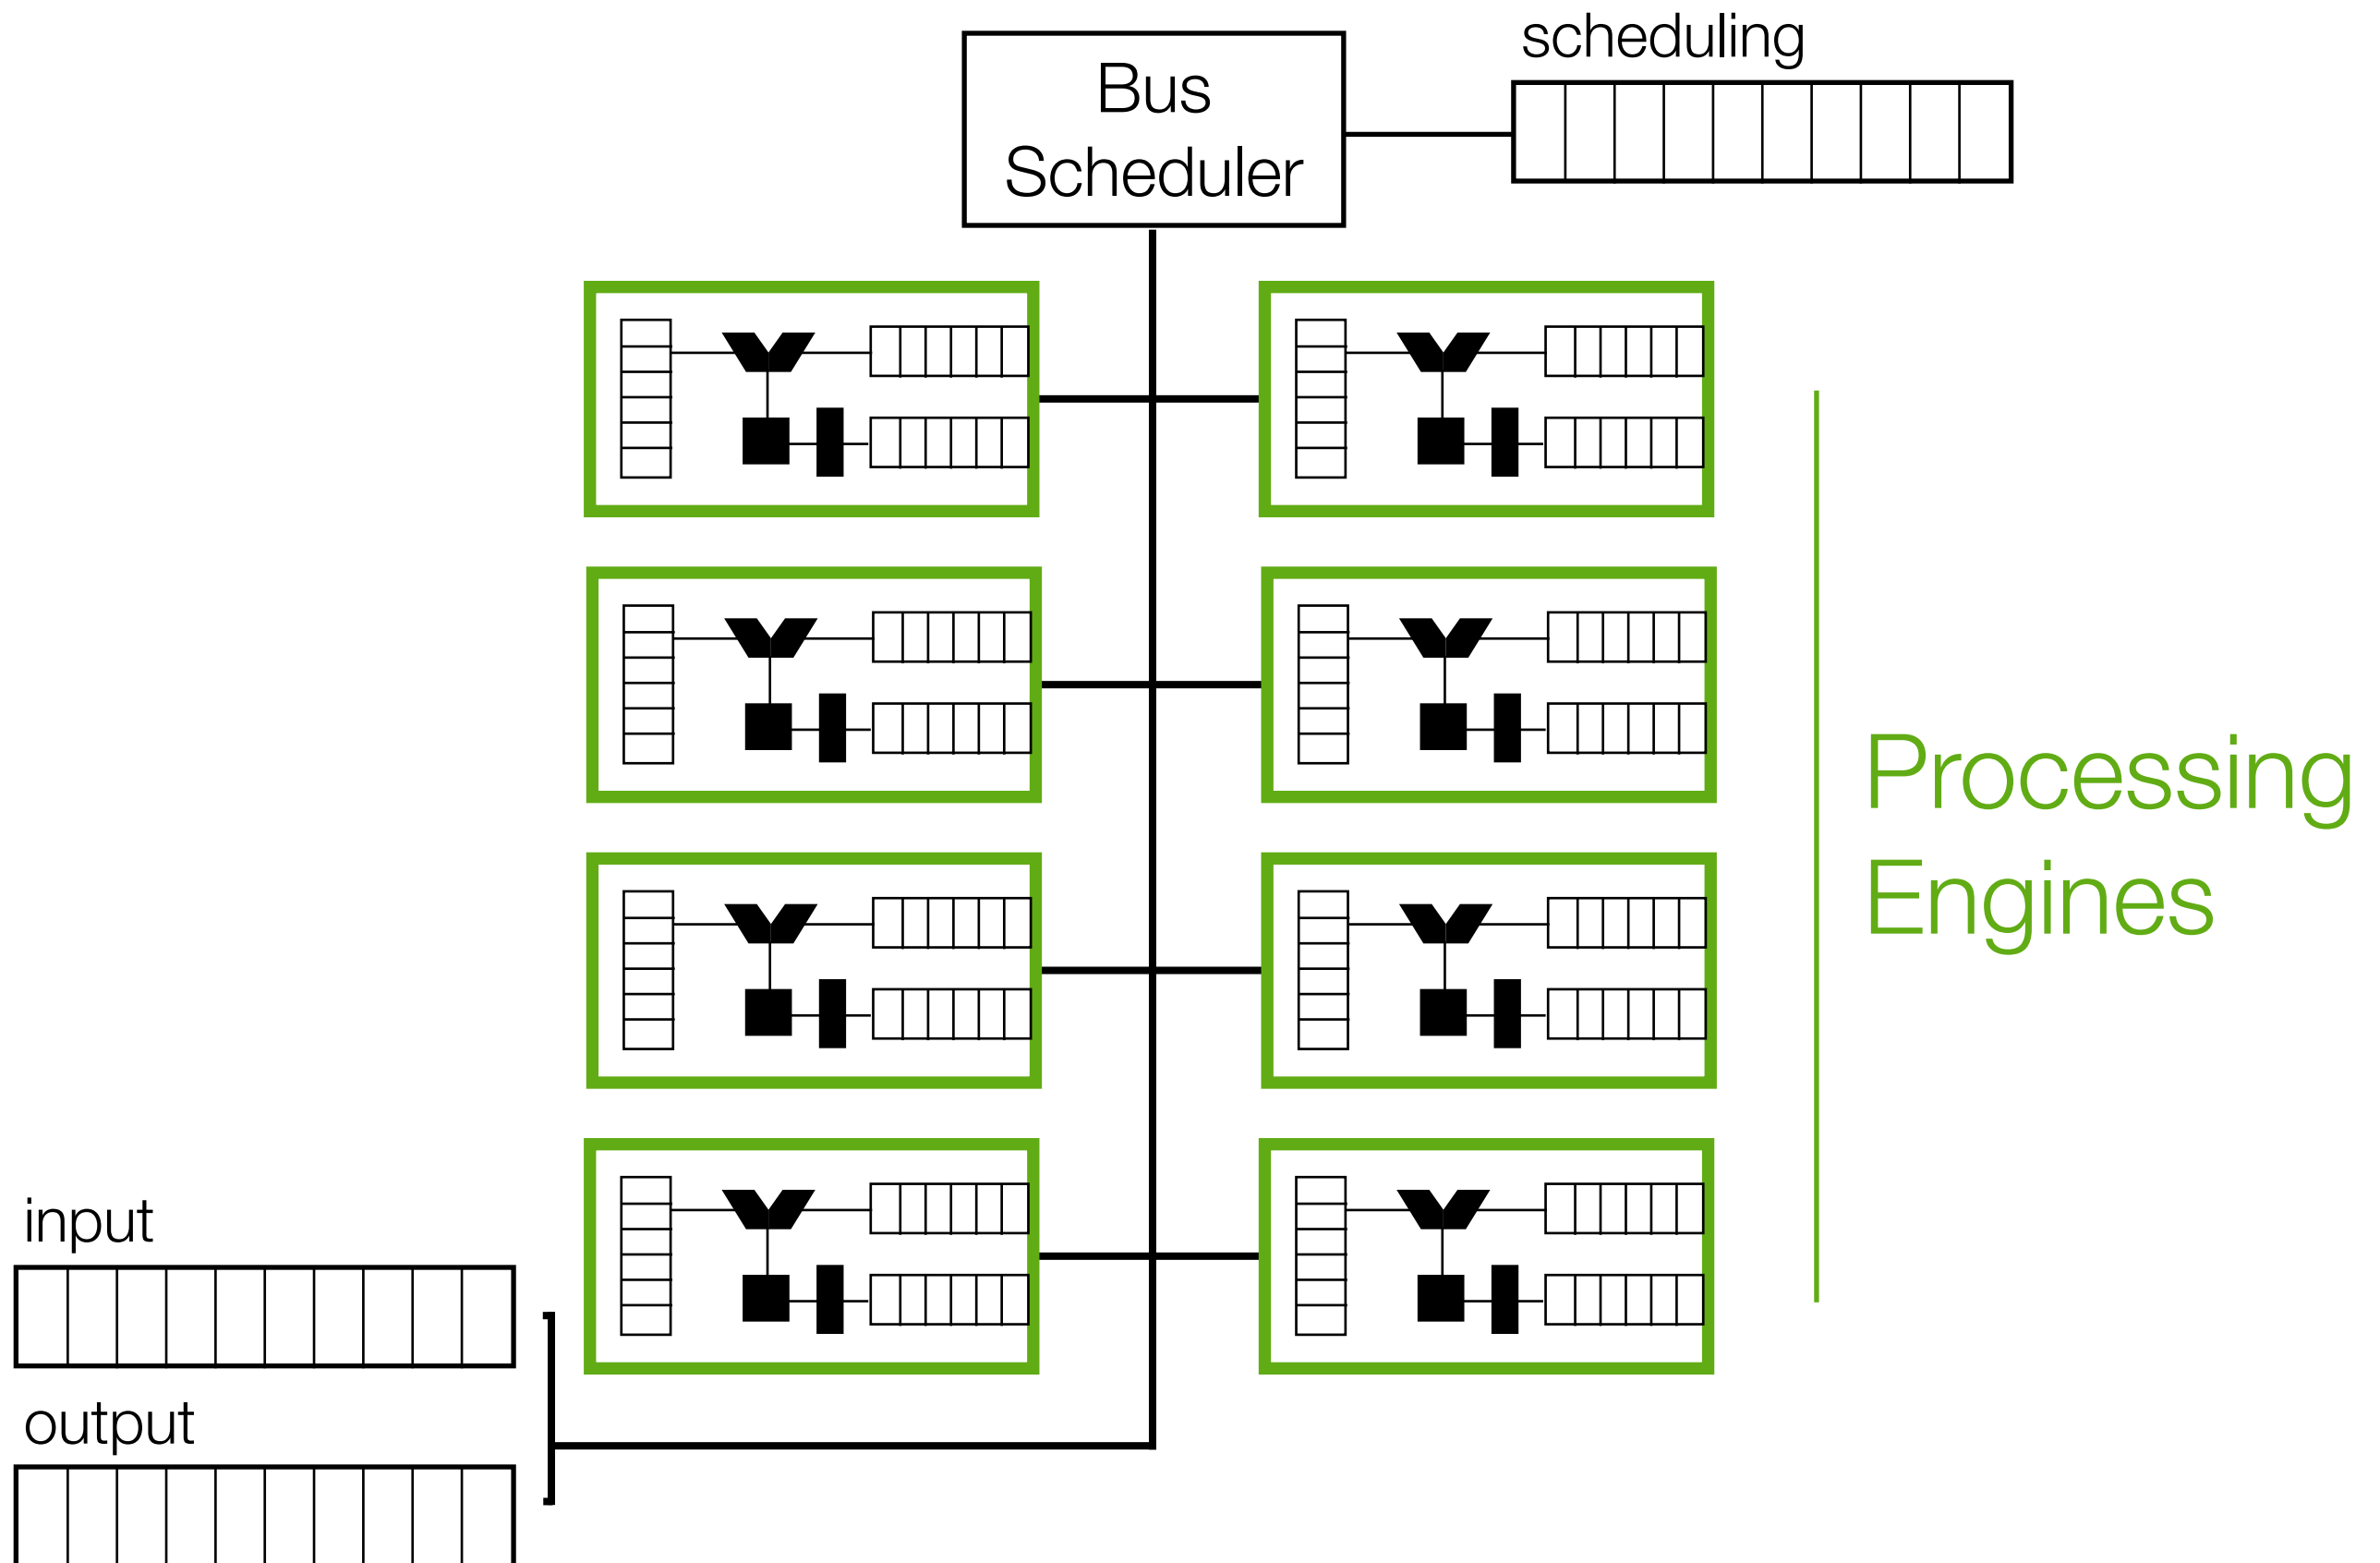 scheduling
Bus
Scheduler
Processing
Engines
input
output